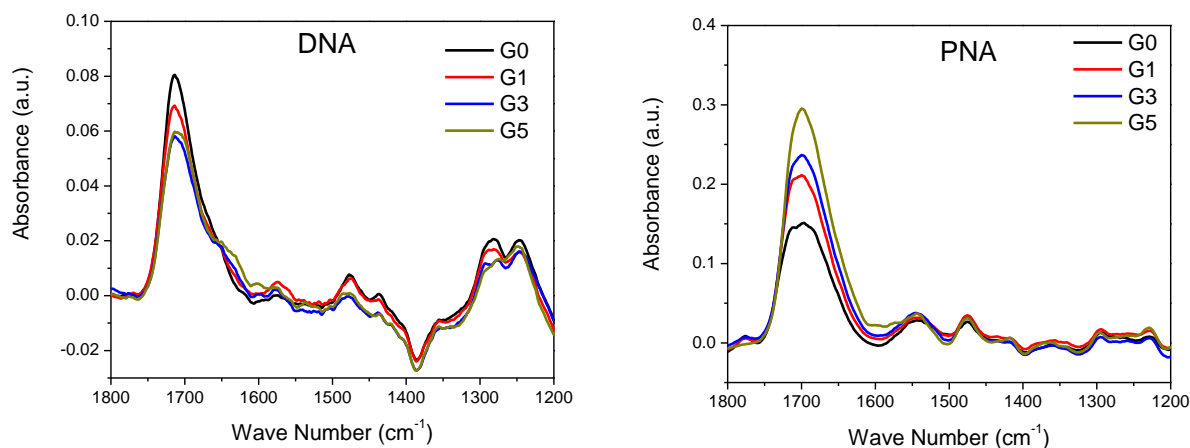 DNA
G0
G1
G3
G5
0.10
0.08
0.06
0.04
0.02
0.00
-0.02
Absorbance (a.u.)
1800 1700 1600 1500 1400 1300 1200
Wave Number (cm⁻¹)
PNA
G0
G1
G3
G5
0.4
0.3
0.2
0.1
0.0
Absorbance (a.u.)
1800 1700 1600 1500 1400 1300 1200
Wave Number (cm⁻¹)